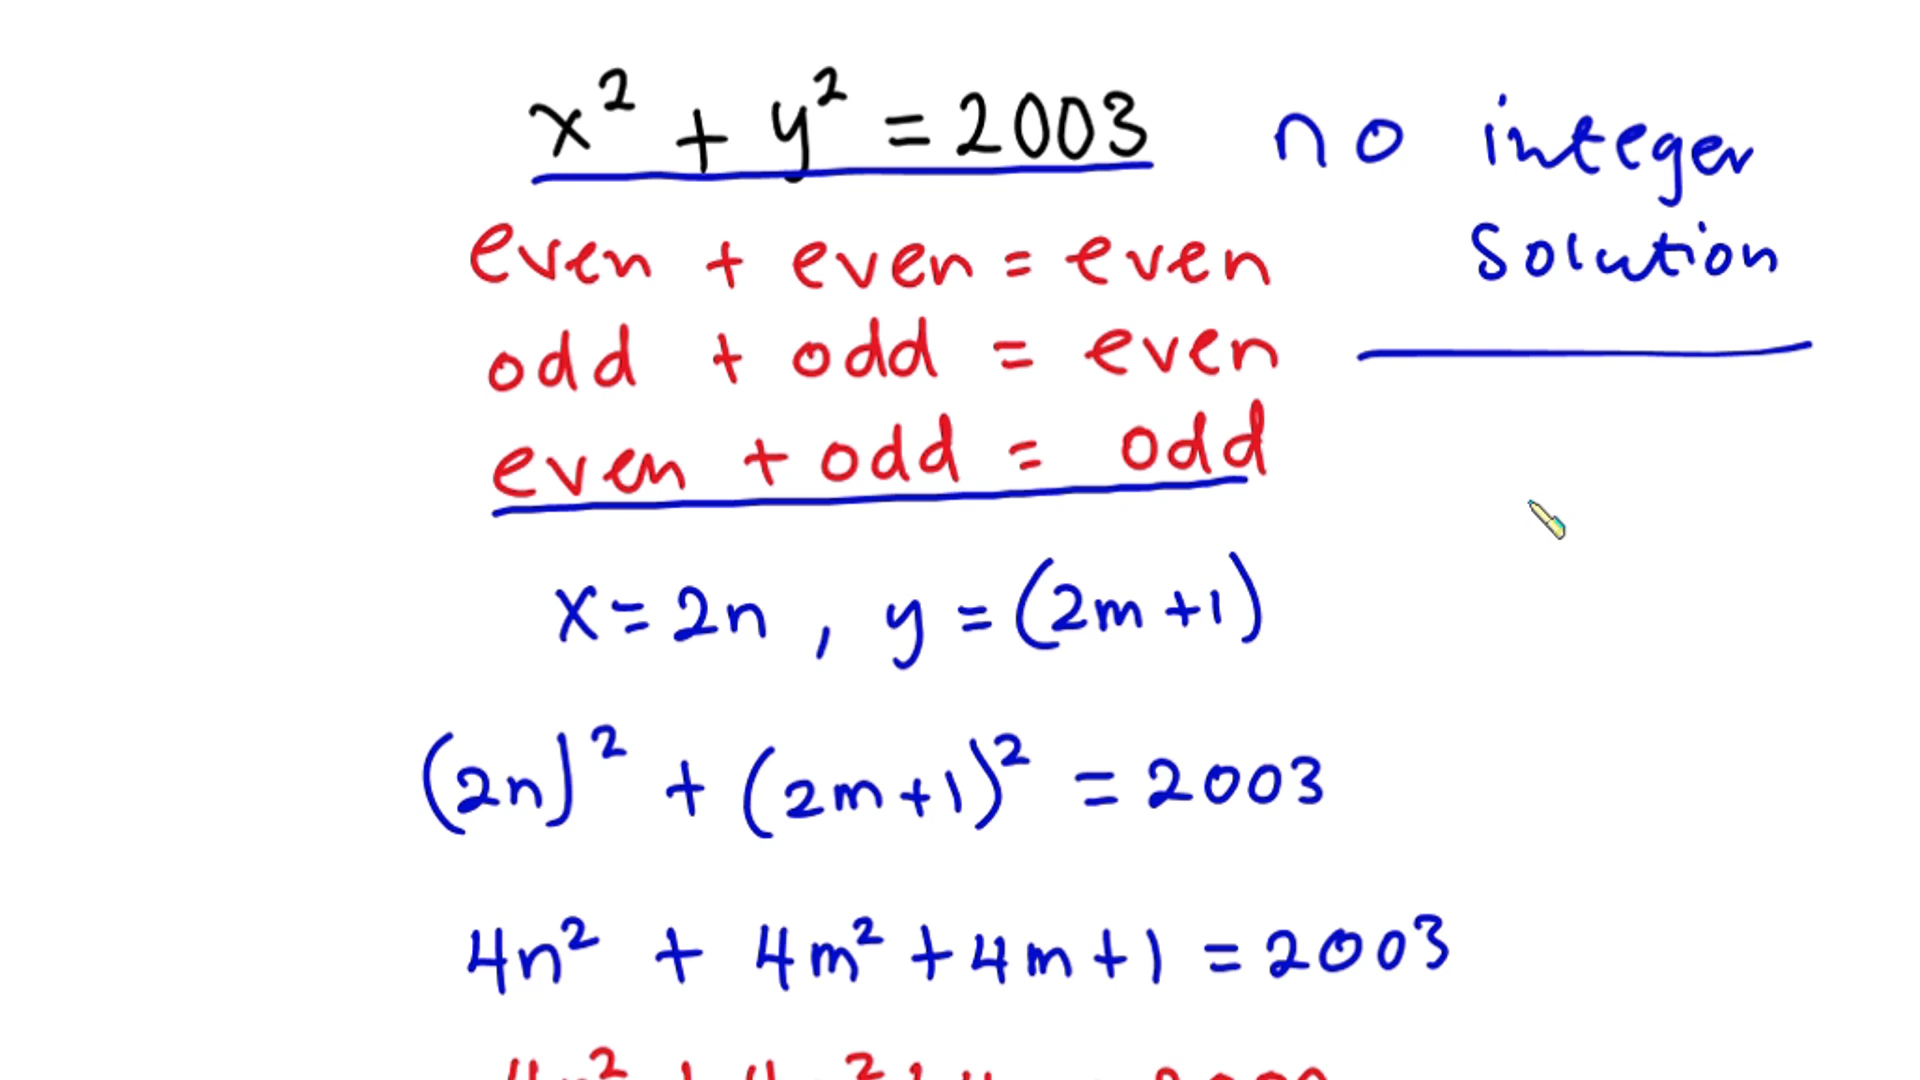 x² + y² = 2003 no integer
solution
even + even = even
odd + odd = even
even + odd = odd
x = 2n , y = (2m+1)
(2n)² + (2m+1)² = 2003
4n² + 4m² + 4m + 1 = 2003